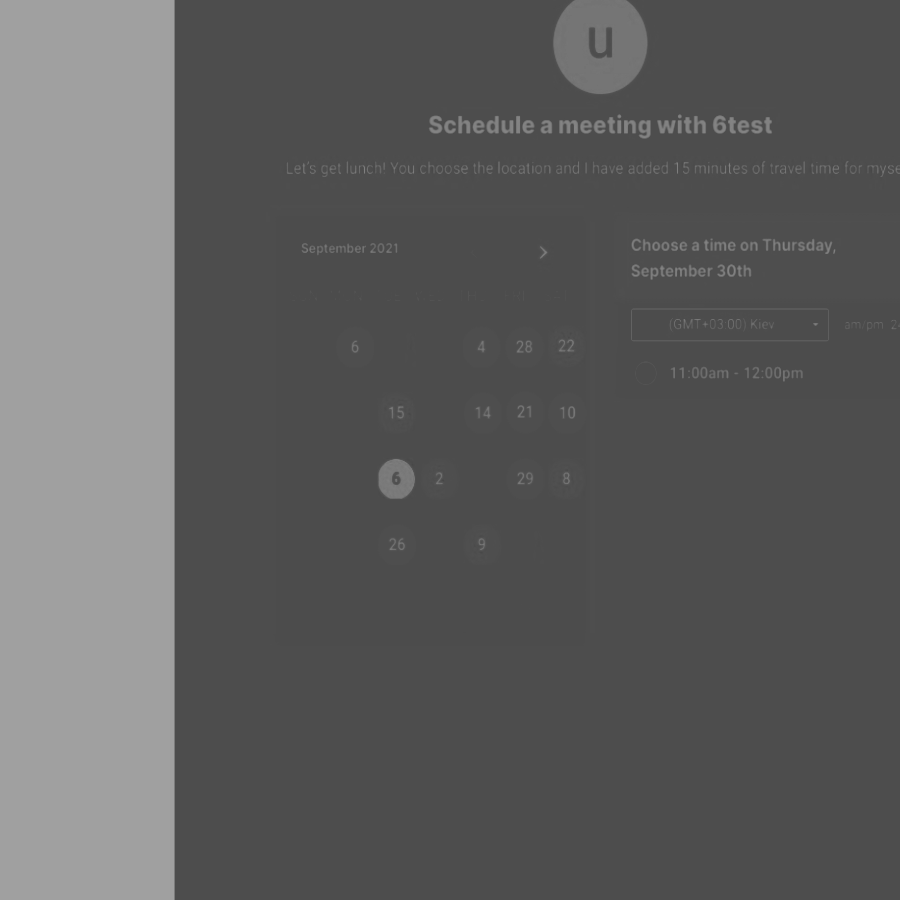 u
Schedule a meeting with 6test
Let's get lunch! You choose the location and I have added 15 minutes of travel time for myse
September 2021
6 4 28 22
15 14 21 10
6 2 29 8
26 9
Choose a time on Thursday,
September 30th
(GMT+03:00) Kiev am/pm 24
11:00am - 12:00pm